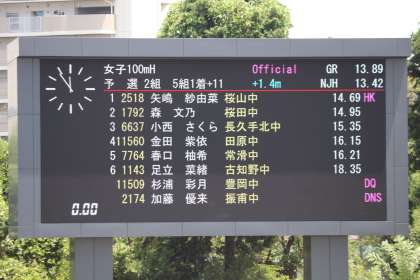 女子100mH Official GR 13.89
予 選 2組 5組1着+11 +1.4m NJH 13.42
1 2518 矢嶋 紗由菜 桜山中 14.69 HK
2 1792 森 文乃 桜田中 14.95
3 6637 小西 さくら 長久手北中 15.35
4 11560 金田 紫依 田原中 16.15
5 7764 春口 柚希 常滑中 16.21
6 1143 足立 菜緒 古知野中 18.35
11509 杉浦 彩月 豊岡中 DQ
2174 加藤 優来 振甫中 DNS
0.00